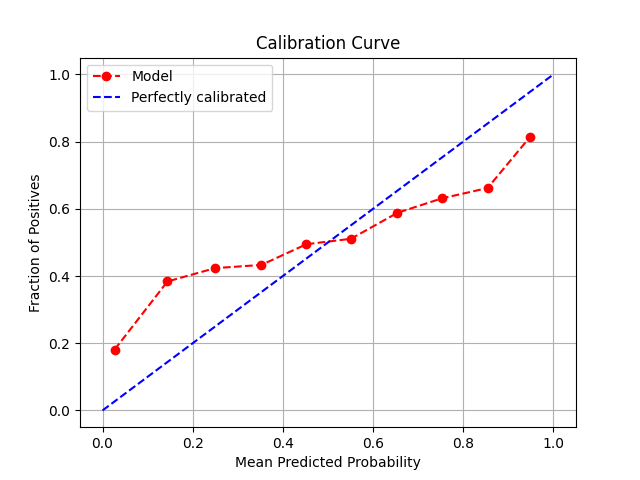 Calibration Curve
Model
Perfectly calibrated
1.0
0.8
0.6
0.4
0.2
0.0
Fraction of Positives
0.0 0.2 0.4 0.6 0.8 1.0
Mean Predicted Probability